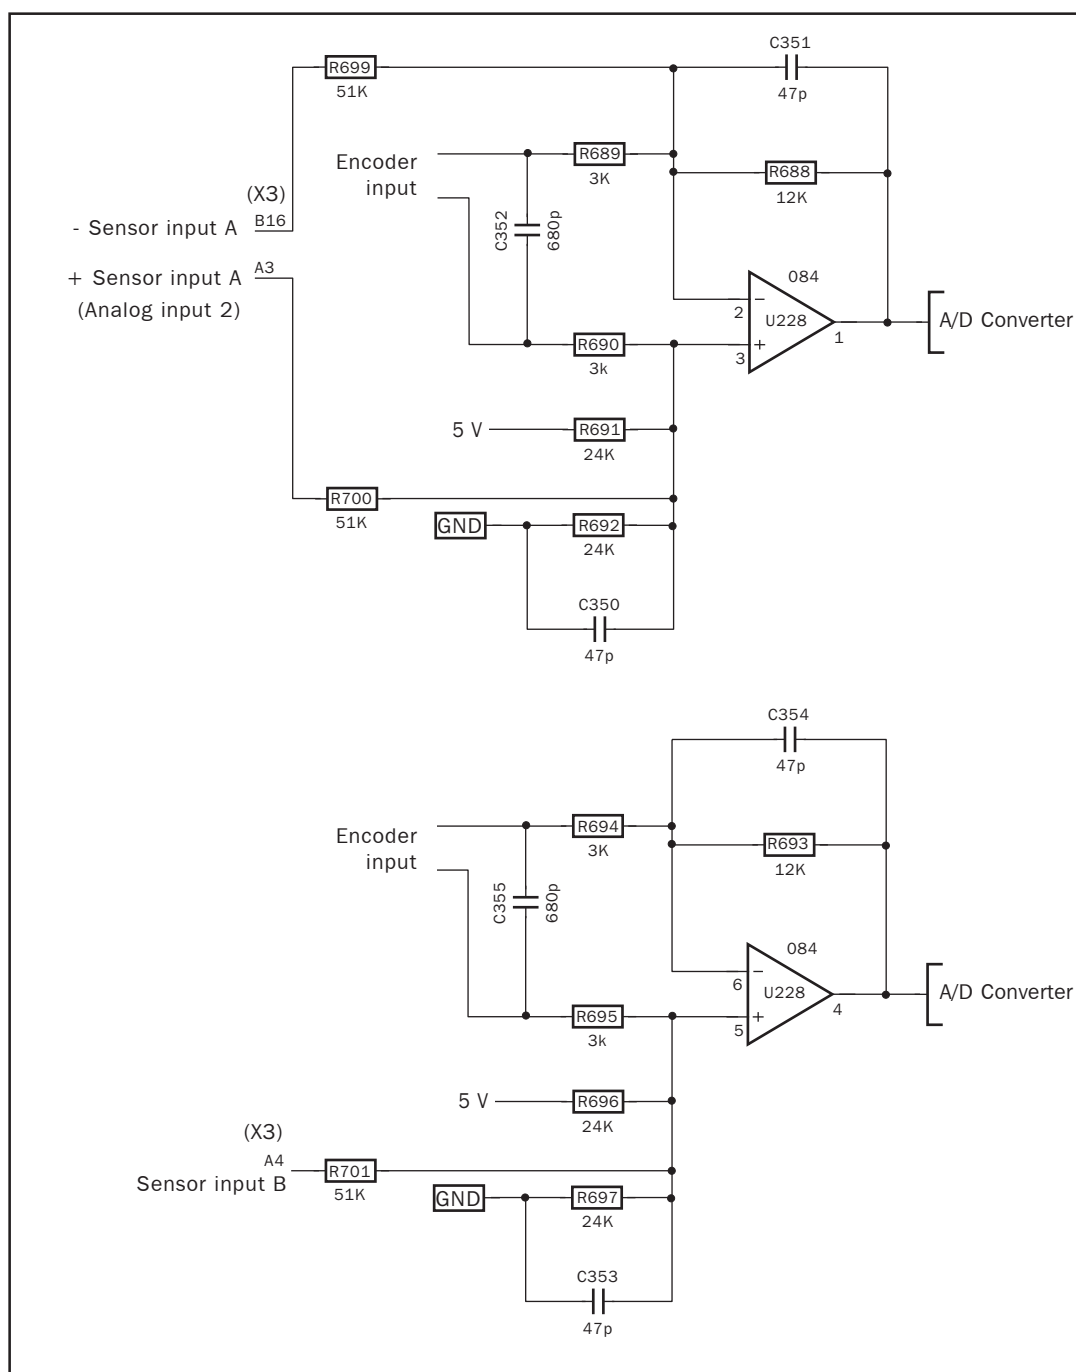 C351
R699
51K
47p
Encoder
input
R689
3K
R688
12K
(X3)
B16
- Sensor input A
C352
680p
A3
+ Sensor input A
(Analog input 2)
O84
2
−
U228
A/D Converter
1
3
+
R690
3k
5 V
R691
24K
R700
51K
GND
R692
24K
C350
47p
C354
47p
Encoder
input
R694
3K
R693
12K
C355
680p
O84
6
−
U228
A/D Converter
4
5
+
R695
3k
5 V
R696
24K
(X3)
A4
Sensor input B
R701
51K
GND
R697
24K
C353
47p